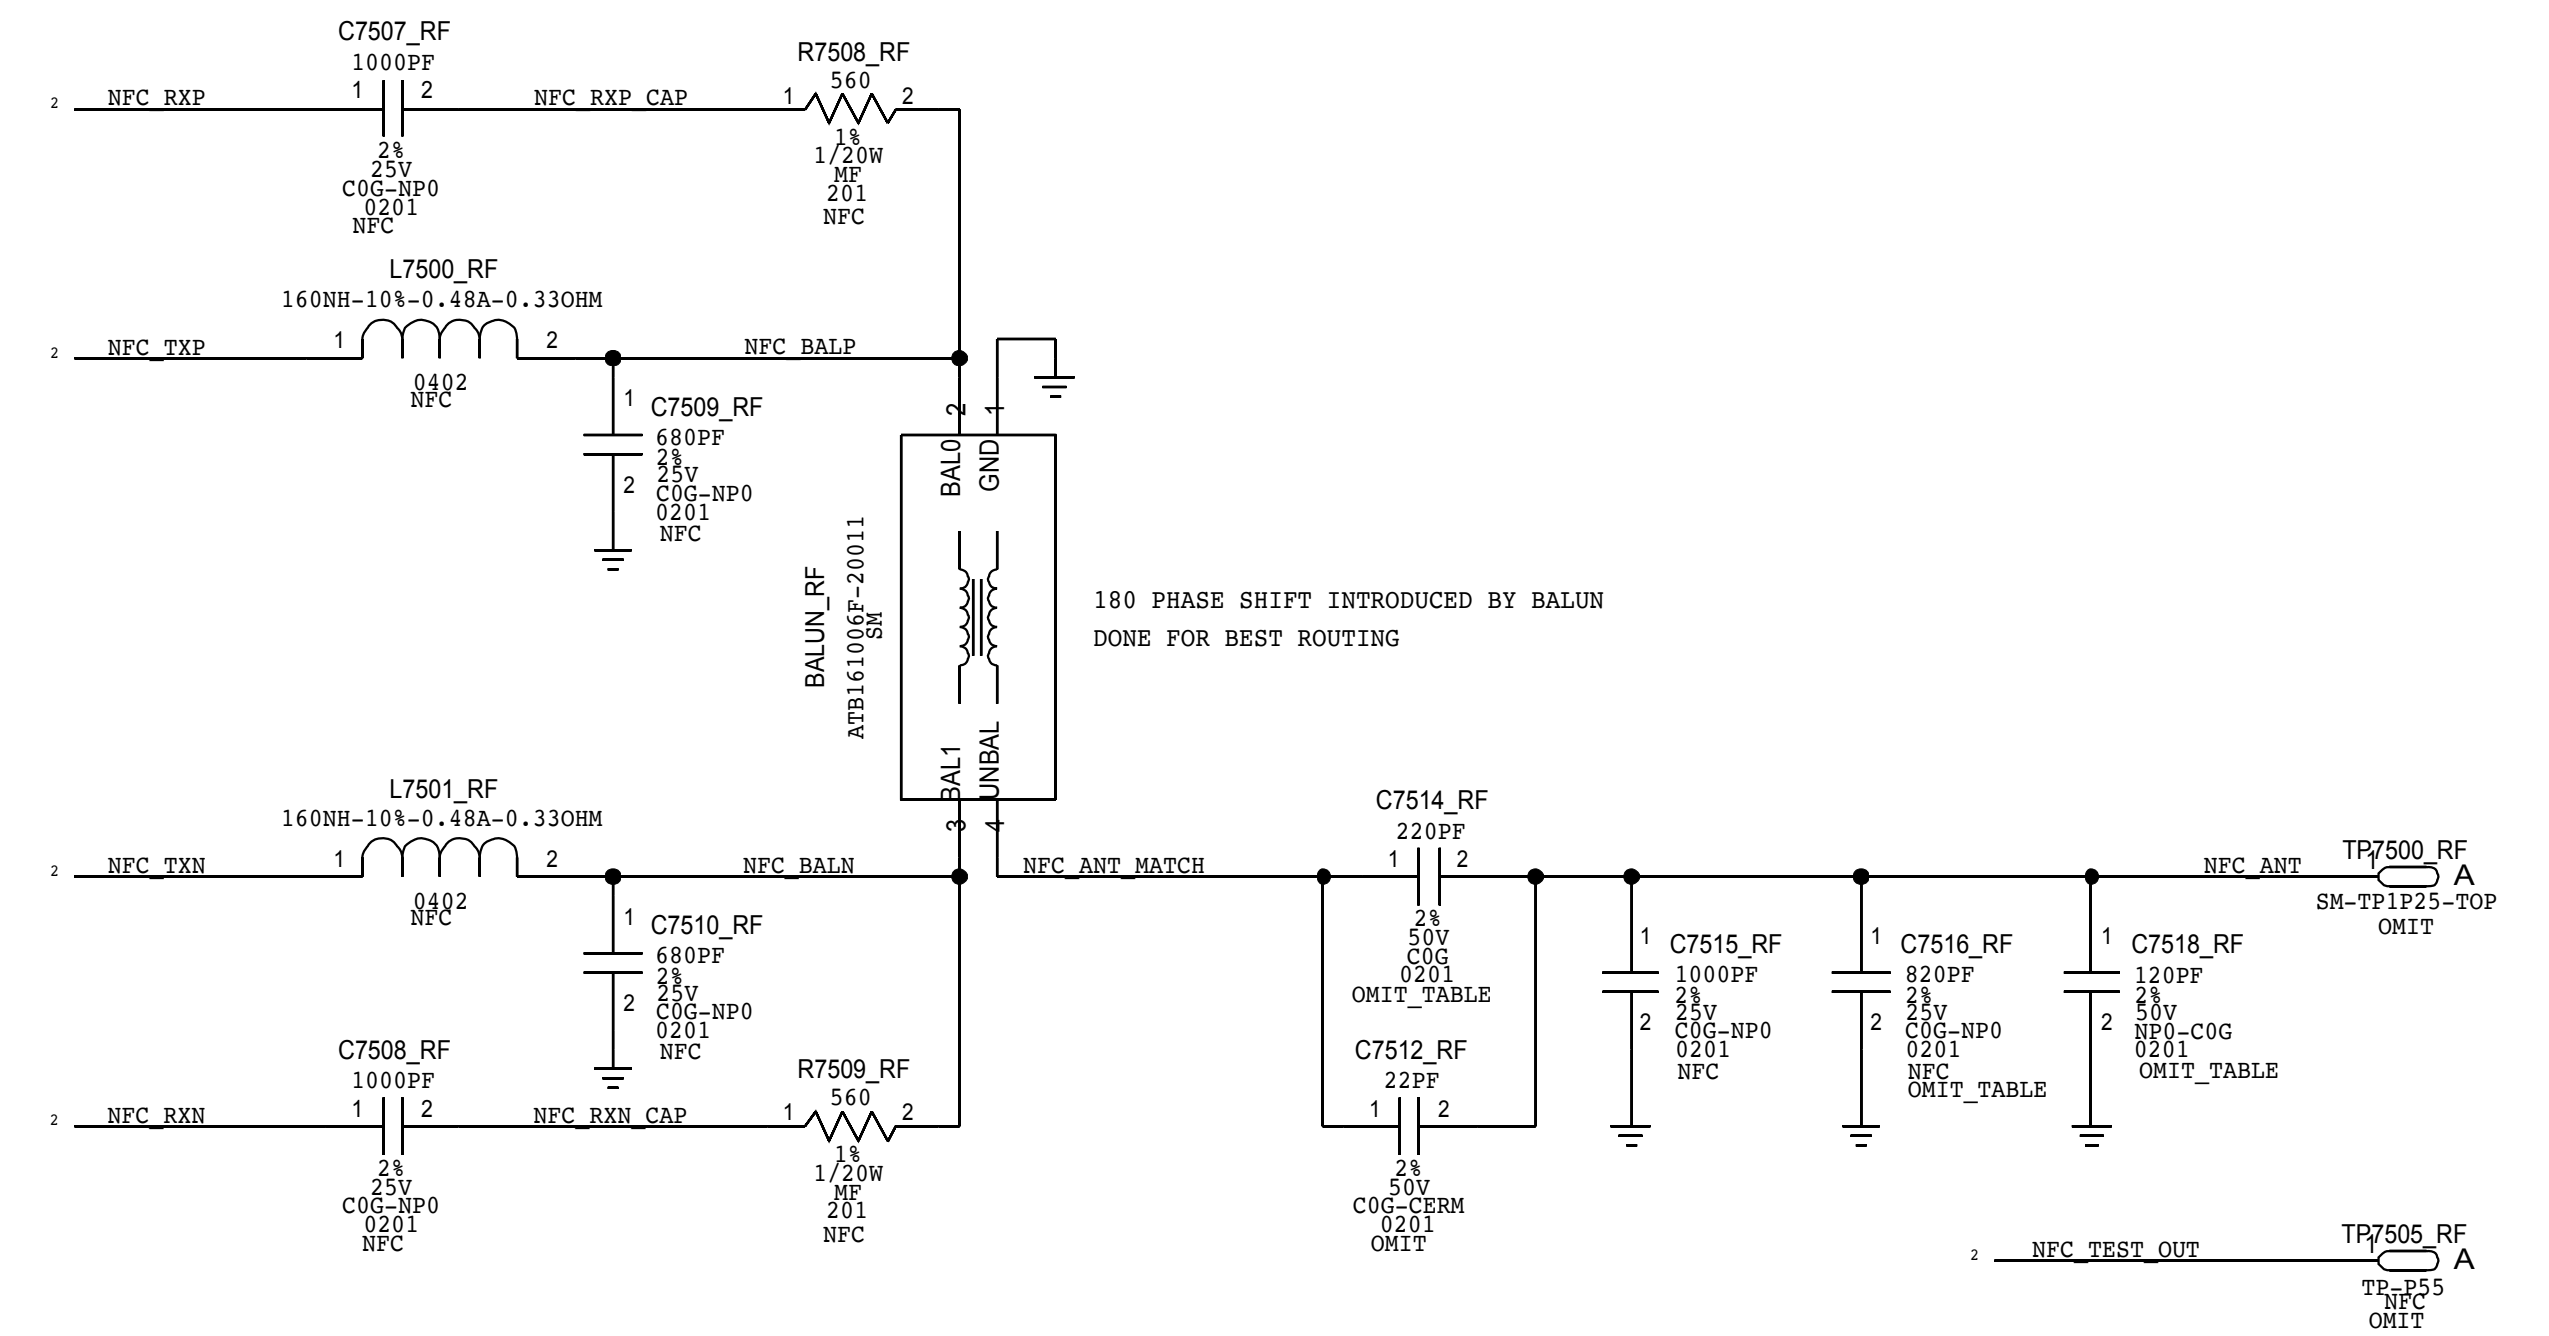 C7507_RF
1000PF
1 2
2 NFC_RXP
NFC_RXP_CAP
2%
25V
C0G-NP0
0201
NFC
R7508_RF
560
1 2
1%
1/20W
MF
201
NFC
L7500_RF
160NH-10%-0.48A-0.33OHM
1 2
2 NFC_TXP
0402
NFC
NFC_BALP
1
C7509_RF
680PF
2%
25V
2
C0G-NP0
0201
NFC
2 1
BAL0 GND
BALUN_RF
ATB161006F-20011
SM
BAL1 UNBAL
3 4
180 PHASE SHIFT INTRODUCED BY BALUN
DONE FOR BEST ROUTING
L7501_RF
160NH-10%-0.48A-0.33OHM
1 2
2 NFC_TXN
0402
NFC
NFC_BALN
1
C7510_RF
680PF
2%
25V
2
C0G-NP0
0201
NFC
C7508_RF
1000PF
1 2
2 NFC_RXN
NFC_RXN_CAP
2%
25V
C0G-NP0
0201
NFC
R7509_RF
560
1 2
1%
1/20W
MF
201
NFC
NFC_ANT_MATCH
C7514_RF
220PF
1 2
2%
50V
C0G
0201
OMIT_TABLE
C7512_RF
22PF
1 2
2%
50V
C0G-CERM
0201
OMIT
1
C7515_RF
1000PF
2%
25V
2
C0G-NP0
0201
NFC
1
C7516_RF
820PF
2%
25V
2
C0G-NP0
0201
NFC
OMIT_TABLE
1
C7518_RF
120PF
2%
50V
2
NP0-C0G
0201
OMIT_TABLE
NFC_ANT
TP7500_RF
1
A
SM-TP1P25-TOP
OMIT
2 NFC_TEST_OUT
TP7505_RF
1
A
TP-P55
NFC
OMIT